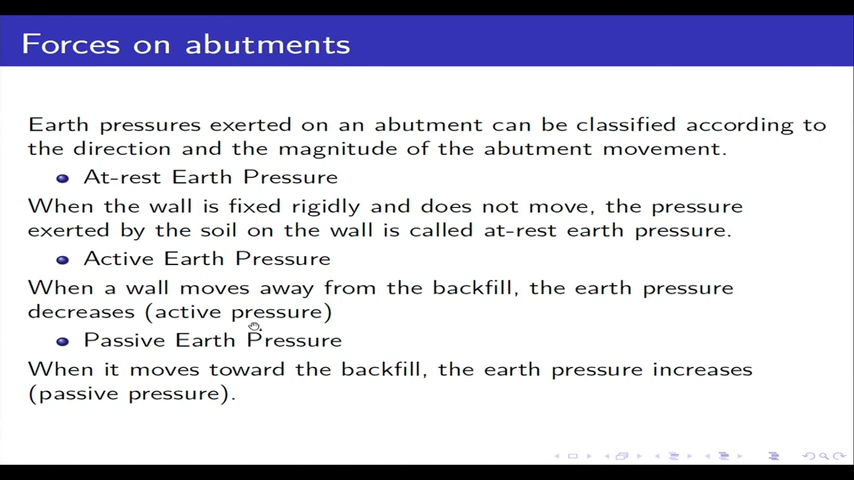 Forces on abutments
Earth pressures exerted on an abutment can be classified according to
the direction and the magnitude of the abutment movement.
At-rest Earth Pressure
When the wall is fixed rigidly and does not move, the pressure
exerted by the soil on the wall is called at-rest earth pressure.
Active Earth Pressure
When a wall moves away from the backfill, the earth pressure
decreases (active pressure)
Passive Earth Pressure
When it moves toward the backfill, the earth pressure increases
(passive pressure).